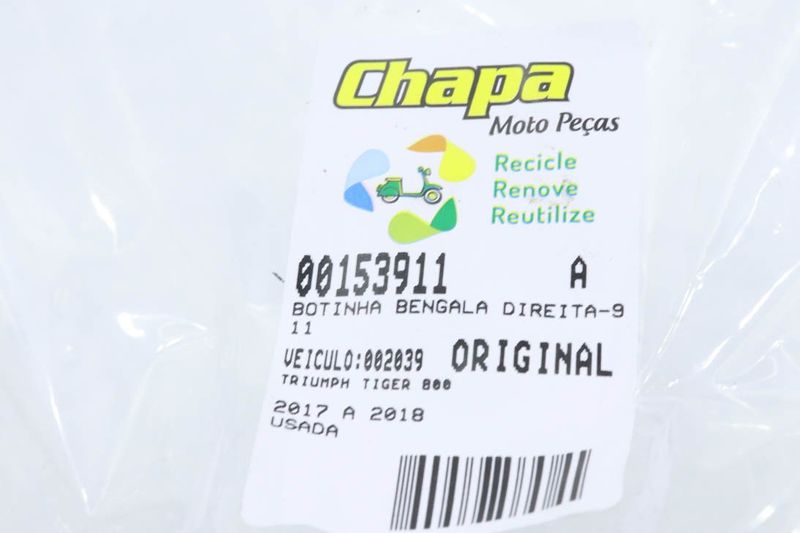 Chapa
Moto Peças
Recicle
Renove
Reutilize
00153911 A
BOTINHA BENGALA DIREITA-9
11
VEICULO:002039 ORIGINAL
TRIUMPH TIGER 800
2017 A 2018
USADA